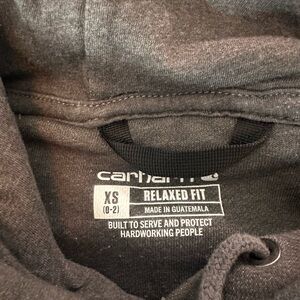 carhartt
XS
(0-2)
RELAXED FIT
MADE IN GUATEMALA
BUILT TO SERVE AND PROTECT
HARDWORKING PEOPLE